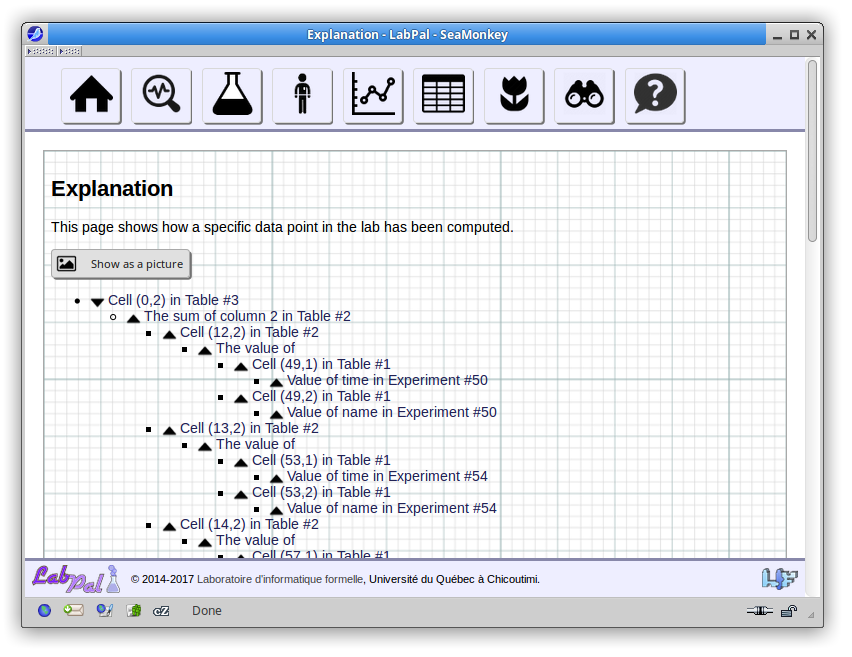 Explanation - LabPal - SeaMonkey
Explanation
This page shows how a specific data point in the lab has been computed.
Show as a picture
Cell (0,2) in Table #3
The sum of column 2 in Table #2
Cell (12,2) in Table #2
The value of
Cell (49,1) in Table #1
Value of time in Experiment #50
Cell (49,2) in Table #1
Value of name in Experiment #50
Cell (13,2) in Table #2
The value of
Cell (53,1) in Table #1
Value of time in Experiment #54
Cell (53,2) in Table #1
Value of name in Experiment #54
Cell (14,2) in Table #2
The value of
Cell (57,1) in Table #1
LabPal
© 2014-2017 Laboratoire d'informatique formelle, Université du Québec à Chicoutimi.
LIF
cZ
Done